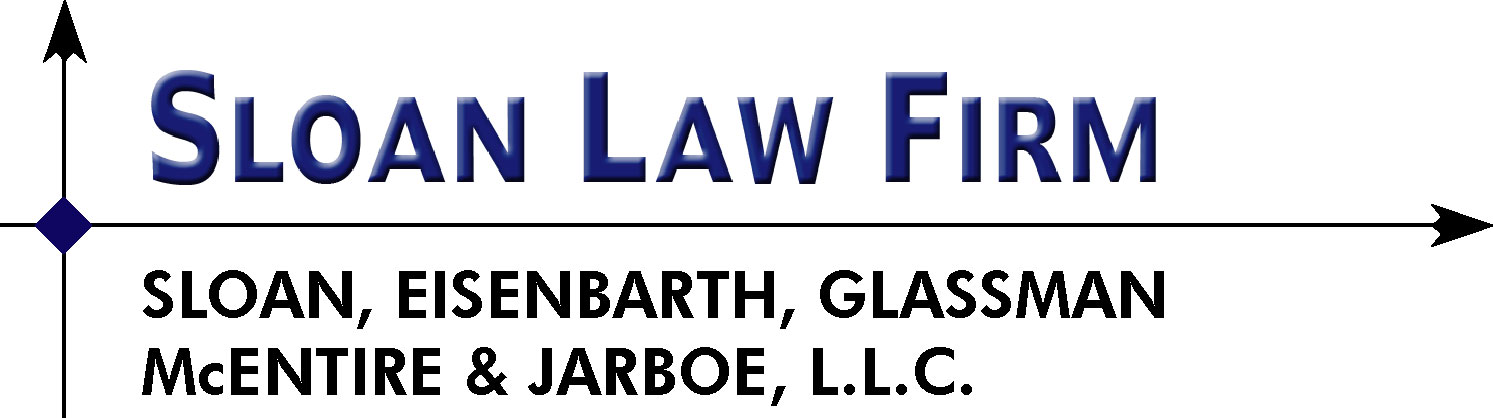 SLOAN LAW FIRM
SLOAN, EISENBARTH, GLASSMAN
McENTIRE & JARBOE, L.L.C.